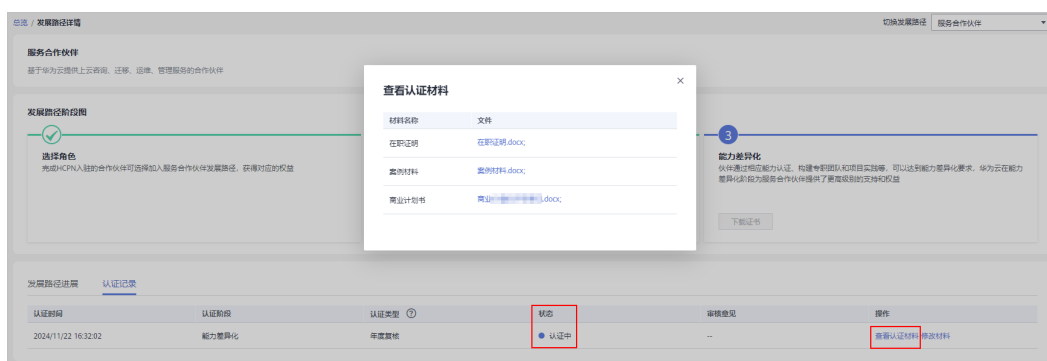 总览 / 发展路径详情
切换发展路径 服务合作伙伴
服务合作伙伴
基于华为云提供上云咨询、迁移、运维、管理服务的合作伙伴
查看认证材料
材料名称 文件
在职证明 在职证明.docx;
案例材料 案例材料.docx;
商业计划书 商业 .docx;
发展路径阶段图
选择角色
完成HCPN入驻的合作伙伴可选择加入服务合作伙伴发展路径，获得对应的权益
3
能力差异化
伙伴通过相应能力认证、构建专职团队和项目实践等，可以达到能力差异化要求，华为云在能力
差异化阶段为服务合作伙伴提供了更高级别的支持和权益
下载证书
发展路径进展 认证记录
认证时间 认证阶段 认证类型 ? 状态 审核意见 操作
2024/11/22 16:32:02 能力差异化 年度复核 认证中 -- 查看认证材料 修改材料